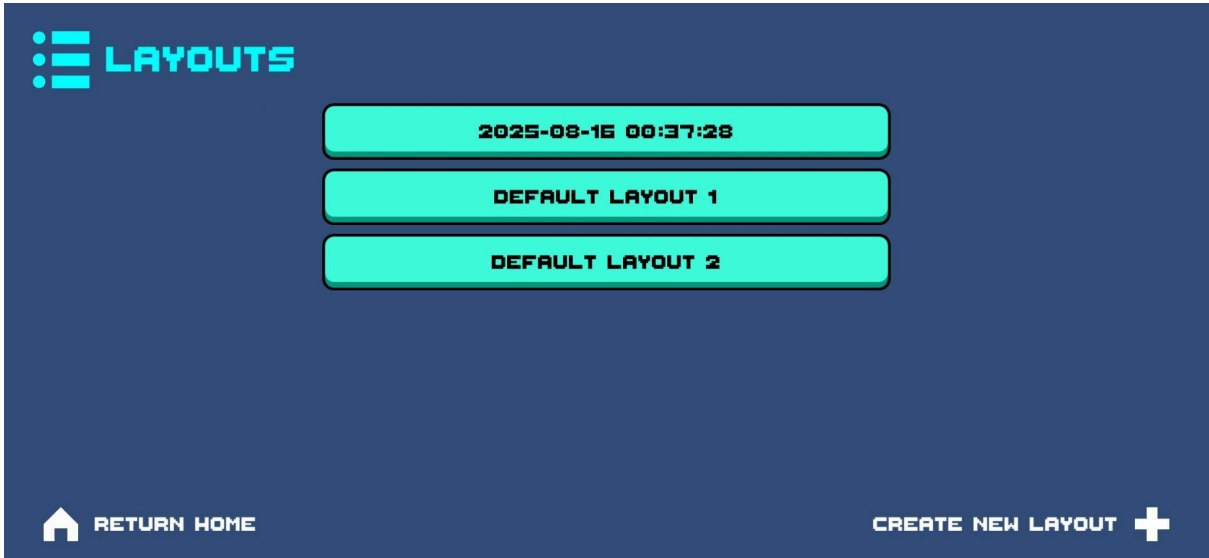 LAYOUTS
2025-08-16 00:37:28
DEFAULT LAYOUT 1
DEFAULT LAYOUT 2
RETURN HOME
CREATE NEW LAYOUT